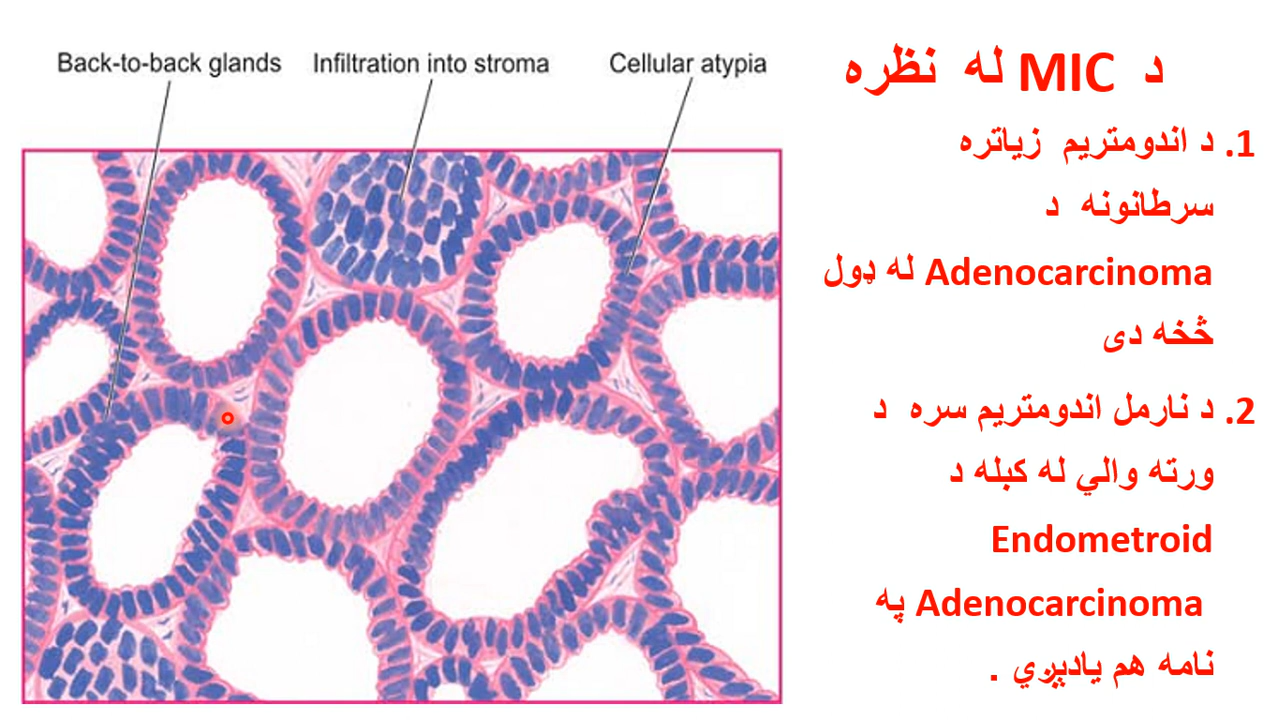 Back-to-back glands
Infiltration into stroma
Cellular atypia
د MIC له نظره
1. د اندومتریم زیاتره
سرطانونه د
Adenocarcinoma له ډول
څخه دی
2. د نارمل اندومتریم سره د
ورته والي له کبله د
Endometroid
Adenocarcinoma په
نامه هم یادیږي .